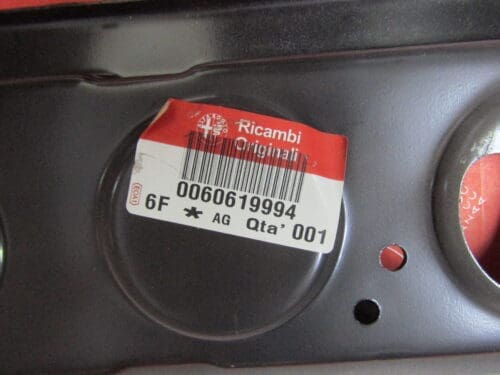 Ricambi
Originali
0060619994
6F * AG Qta' 001